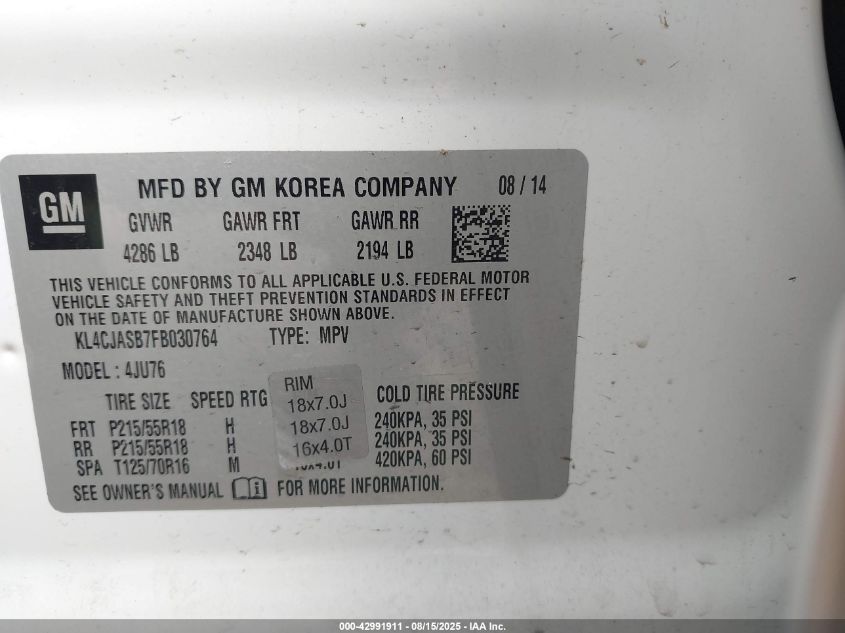 GM
MFD BY GM KOREA COMPANY 08 / 14
GVWR GAWR FRT GAWR RR
4286 LB 2348 LB 2194 LB
THIS VEHICLE CONFORMS TO ALL APPLICABLE U.S. FEDERAL MOTOR
VEHICLE SAFETY AND THEFT PREVENTION STANDARDS IN EFFECT
ON THE DATE OF MANUFACTURE SHOWN ABOVE.
KL4CJASB7FB030764 TYPE: MPV
MODEL : 4JU76
TIRE SIZE SPEED RTG RIM COLD TIRE PRESSURE
FRT P215/55R18 H 18x7.0J 240KPA, 35 PSI
RR P215/55R18 H 18x7.0J 240KPA, 35 PSI
SPA T125/70R16 M 16x4.0T 420KPA, 60 PSI
SEE OWNER'S MANUAL i FOR MORE INFORMATION.
000-42991911 - 08/15/2025 - IAA Inc.